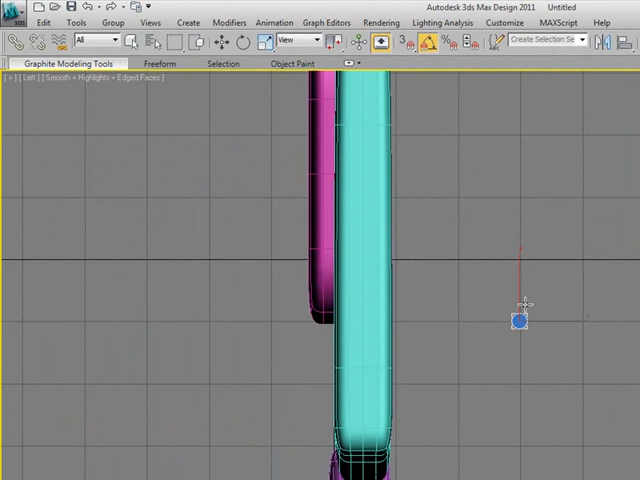 Autodesk 3ds Max Design 2011 Untitled
Edit Tools Group Views Create Modifiers Animation Graph Editors Rendering Lighting Analysis Customize MAXScript Help
All View 3 Create Selection Se
Graphite Modeling Tools Freeform Selection Object Paint
[ + ] [ Left ] [ Smooth + Highlights + Edged Faces ]